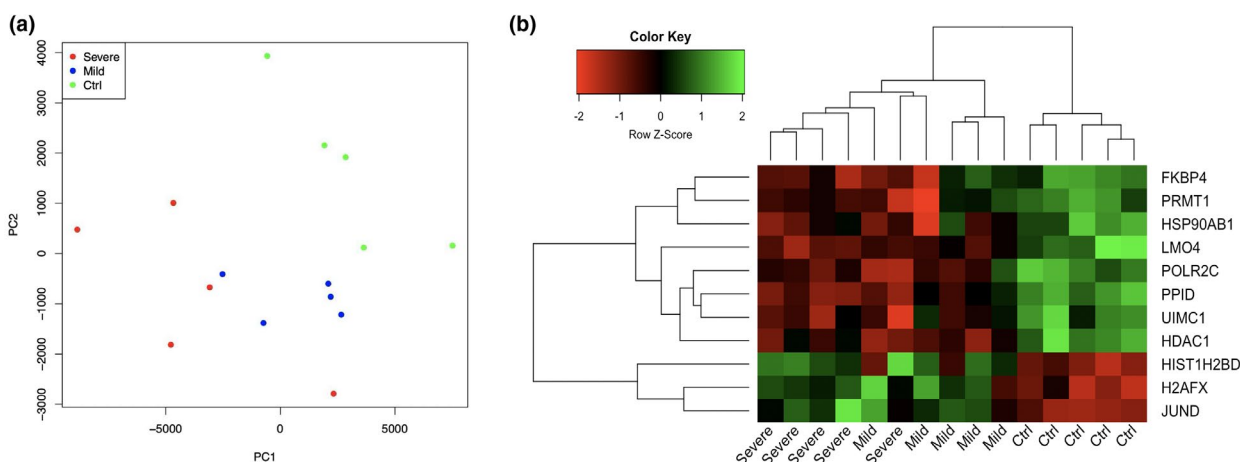 (a)
Severe
Mild
Ctrl
4000
3000
2000
1000
0
−1000
−2000
−3000
PC2
−5000 0 5000
PC1
(b)
Color Key
-2 -1 0 1 2
Row Z-Score
FKBP4
PRMT1
HSP90AB1
LMO4
POLR2C
PPID
UIMC1
HDAC1
HIST1H2BD
H2AFX
JUND
Severe Severe Severe Severe Mild Severe Mild Mild Mild Mild Ctrl Ctrl Ctrl Ctrl Ctrl